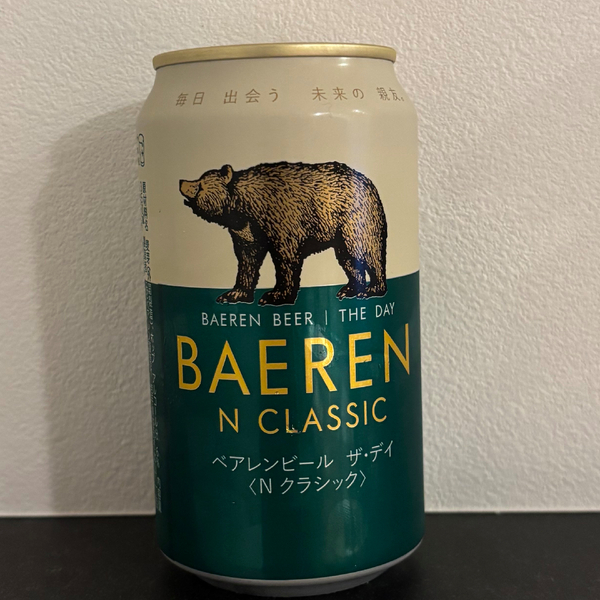 毎日 出会う 未来の 親友。
BAEREN BEER | THE DAY
BAEREN
N CLASSIC
ベアレンビール ザ・デイ
〈N クラシック〉